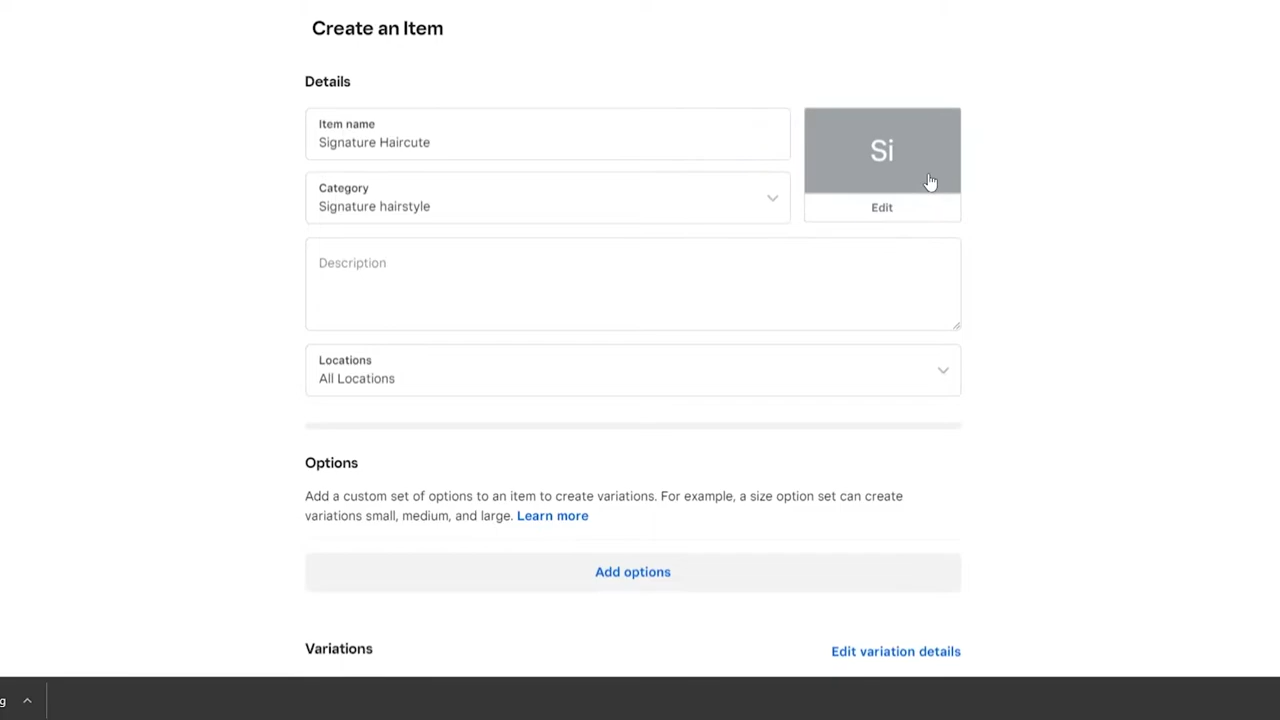 Create an Item
Details
Item name
Signature Haircute
Si
Category
Signature hairstyle
Edit
Description
Locations
All Locations
Options
Add a custom set of options to an item to create variations. For example, a size option set can create
variations small, medium, and large. Learn more
Add options
Variations
Edit variation details
g